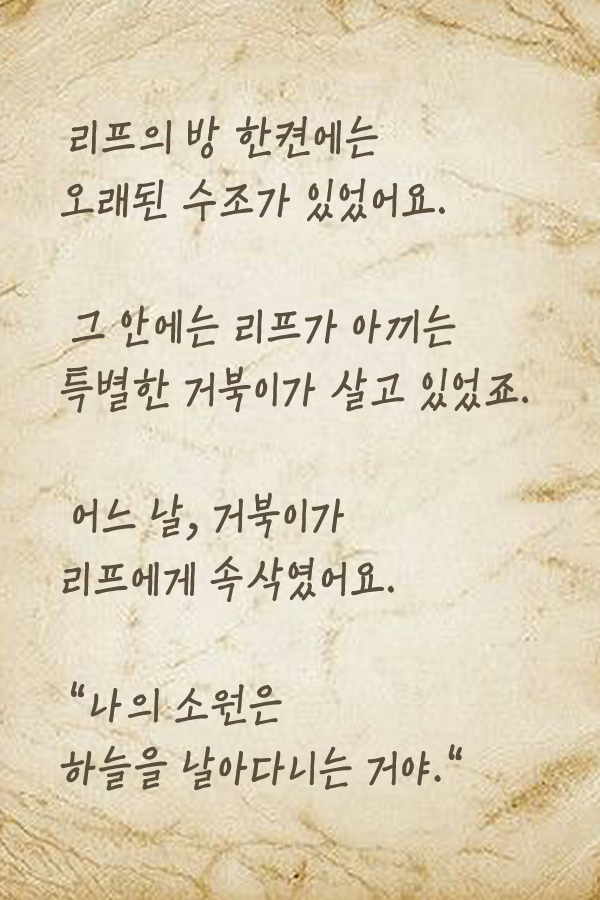 리프의 방 한켠에는
오래된 수조가 있었어요.
그 안에는 리프가 아끼는
특별한 거북이가 살고 있었죠.
어느 날, 거북이가
리프에게 속삭였어요.
“나의 소원은
하늘을 날아다니는 거야.“